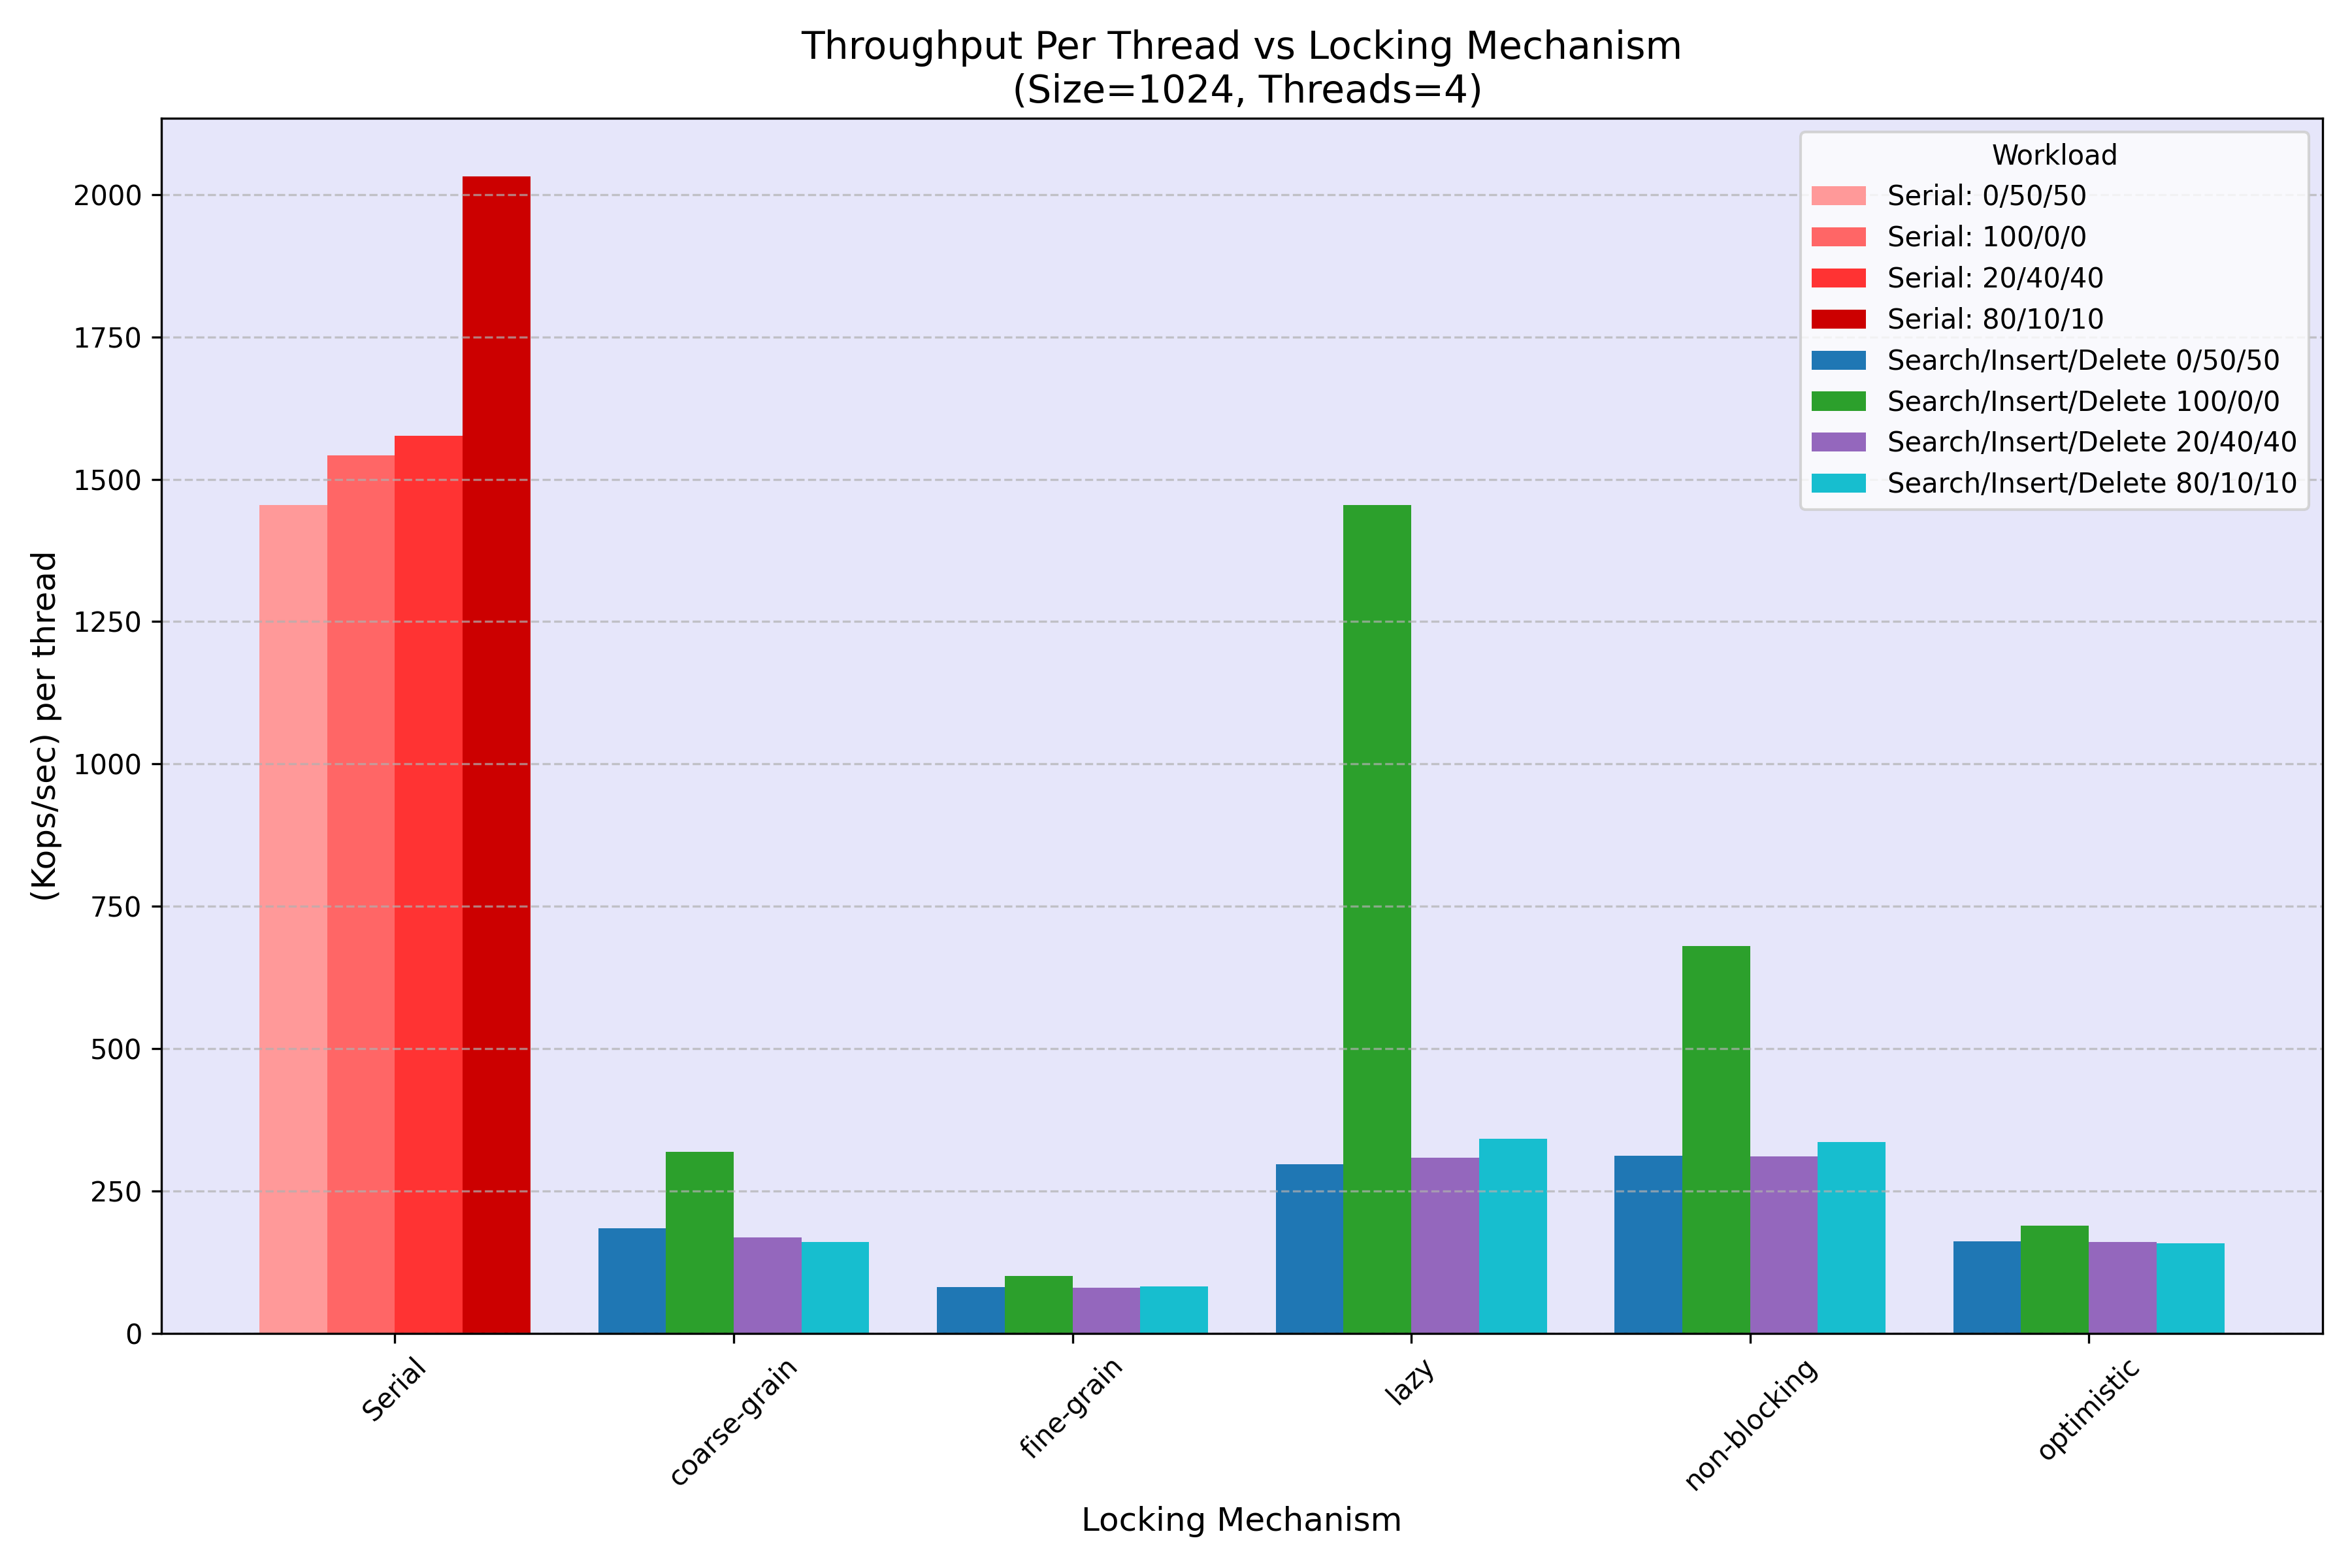 Throughput Per Thread vs Locking Mechanism
(Size=1024, Threads=4)
Workload
Serial: 0/50/50
Serial: 100/0/0
Serial: 20/40/40
Serial: 80/10/10
Search/Insert/Delete 0/50/50
Search/Insert/Delete 100/0/0
Search/Insert/Delete 20/40/40
Search/Insert/Delete 80/10/10
(Kops/sec) per thread
2000
1750
1500
1250
1000
750
500
250
0
Serial
coarse-grain
fine-grain
lazy
non-blocking
optimistic
Locking Mechanism